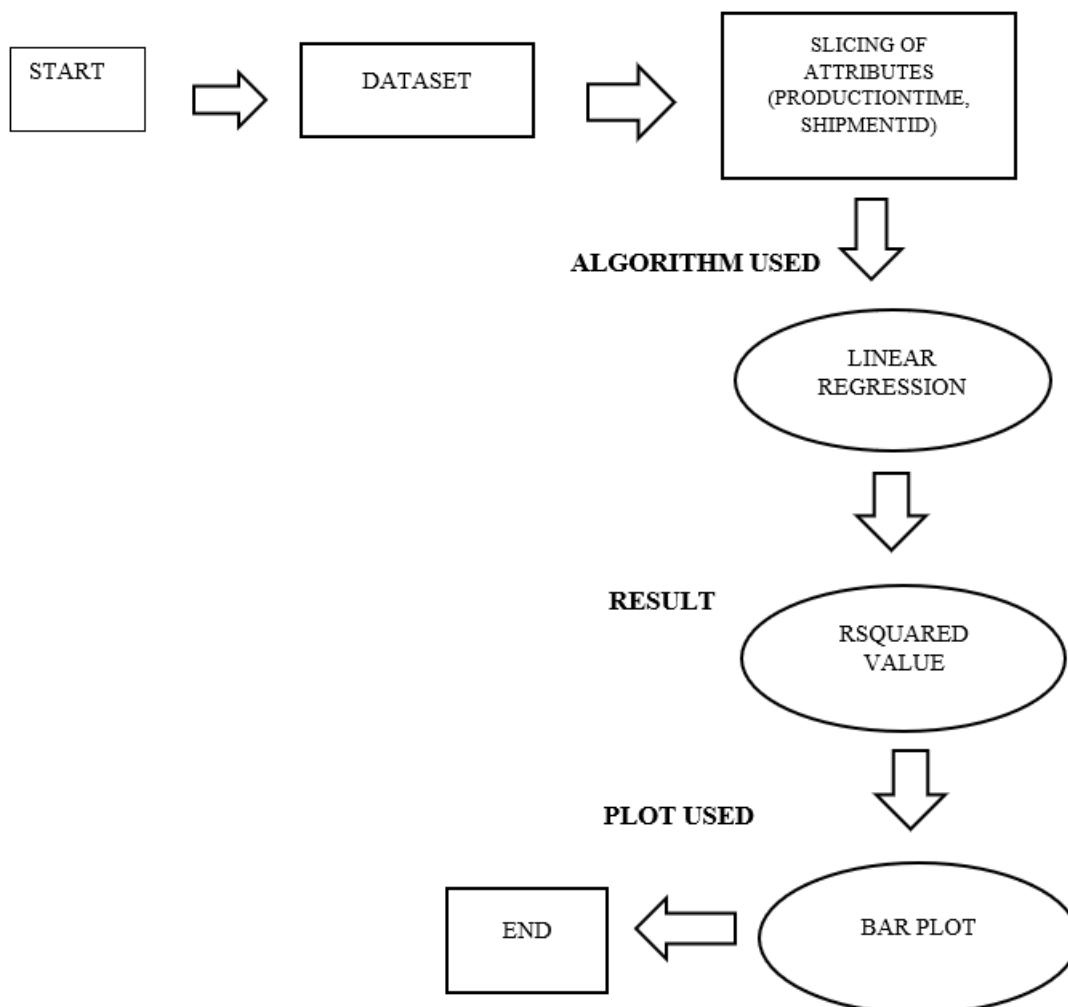 START
DATASET
SLICING OF
ATTRIBUTES
(PRODUCTIONTIME,
SHIPMENTID)
ALGORITHM USED
LINEAR
REGRESSION
RESULT
RSQUARED
VALUE
PLOT USED
BAR PLOT
END